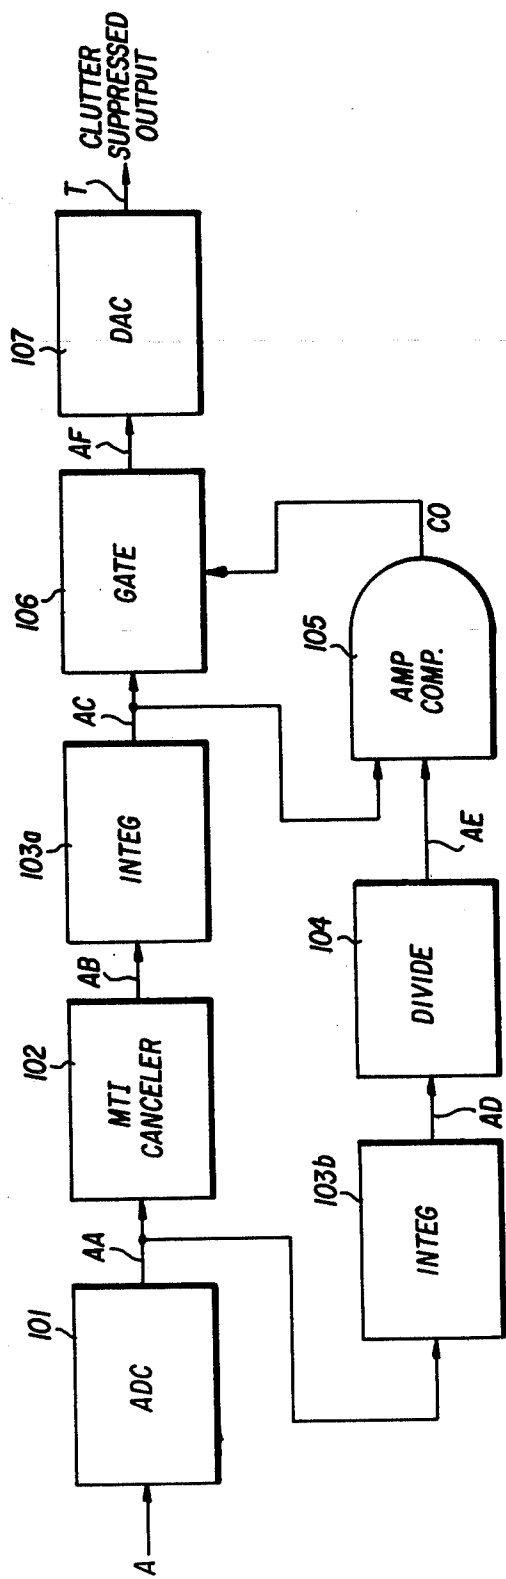 A
101
ADC
AA
102
MTI
CANCELER
AB
103a
INTEG
AC
106
GATE
AF
107
DAC
T
CLUTTER
SUPPRESSED
OUTPUT
103b
INTEG
AD
104
DIVIDE
AE
105
AMP
COMP.
CO